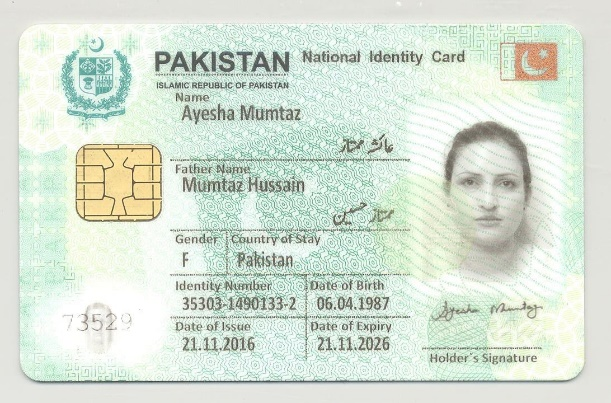 PAKISTAN National Identity Card
ISLAMIC REPUBLIC OF PAKISTAN
Name
Ayesha Mumtaz
عائشہ ممتاز
Father Name
Mumtaz Hussain
ممتاز حسین
Gender Country of Stay
F Pakistan
Identity Number Date of Birth
35303-1490133-2 06.04.1987
73529
Date of Issue Date of Expiry
21.11.2016 21.11.2026
Ayesha Mumtaz
Holder's Signature